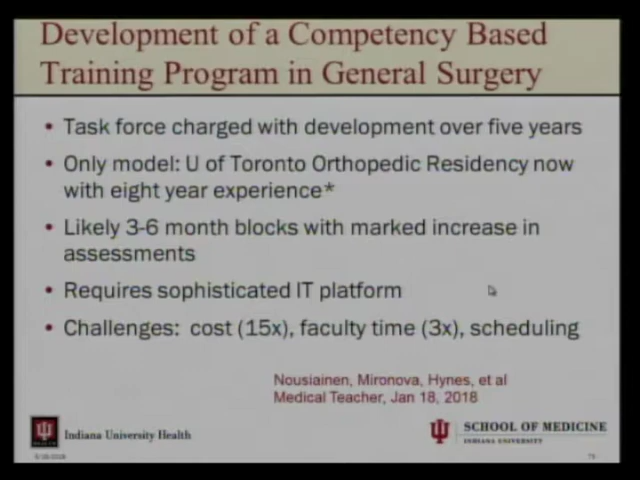 Development of a Competency Based
Training Program in General Surgery
• Task force charged with development over five years
• Only model: U of Toronto Orthopedic Residency now
with eight year experience*
• Likely 3-6 month blocks with marked increase in
assessments
• Requires sophisticated IT platform
• Challenges: cost (15x), faculty time (3x), scheduling
Nousiainen, Mironova, Hynes, et al
Medical Teacher, Jan 18, 2018
Indiana University Health
SCHOOL OF MEDICINE
INDIANA UNIVERSITY